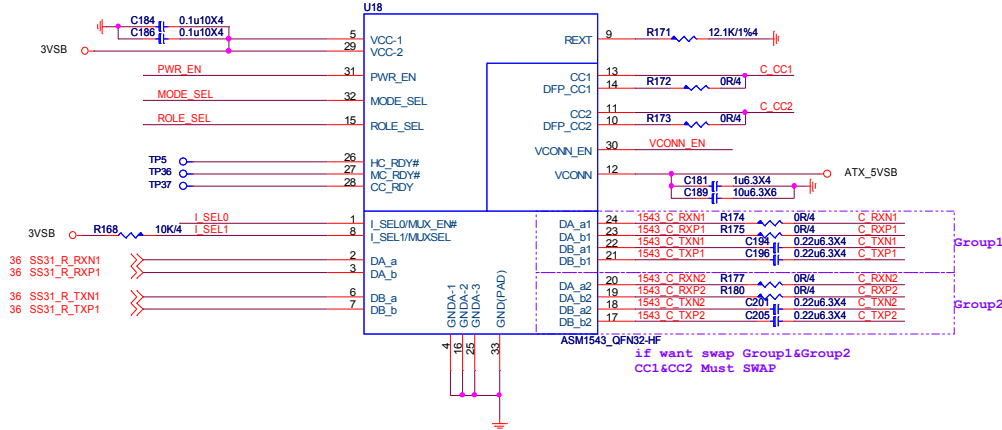 U18
C184 0.1u10X4
C186 0.1u10X4
3VSB
5 VCC-1
29 VCC-2
PWR_EN 31 PWR_EN
MODE_SEL 32 MODE_SEL
ROLE_SEL 15 ROLE_SEL
TP5 26 HC_RDY#
TP36 27 MC_RDY#
TP37 28 CC_RDY
I_SEL0 1 I_SEL0/MUX_EN#
3VSB R168 10K/4 I_SEL1 8 I_SEL1/MUXSEL
36 SS31_R_RXN1 2 DA_a
36 SS31_R_RXP1 3 DA_b
36 SS31_R_TXN1 6 DB_a
36 SS31_R_TXP1 7 DB_b
REXT 9 R171 12.1K/1%4
CC1 13 C_CC1
DFP_CC1 14 R172 0R/4
CC2 11 C_CC2
DFP_CC2 10 R173 0R/4
VCONN_EN 30 VCONN_EN
VCONN 12 ATX_5VSB
C181 1u6.3X4
C189 10u6.3X6
DA_a1 24 1543_C_RXN1 R174 0R/4 C_RXN1
DA_b1 23 1543_C_RXP1 R175 0R/4 C_RXP1
DB_a1 22 1543_C_TXN1 C194 0.22u6.3X4 C_TXN1
DB_b1 21 1543_C_TXP1 C196 0.22u6.3X4 C_TXP1
Group1
DA_a2 20 1543_C_RXN2 R177 0R/4 C_RXN2
DA_b2 19 1543_C_RXP2 R180 0R/4 C_RXP2
DB_a2 18 1543_C_TXN2 C201 0.22u6.3X4 C_TXN2
DB_b2 17 1543_C_TXP2 C205 0.22u6.3X4 C_TXP2
Group2
GNDA-1 4
GNDA-2 16
GNDA-3 25
GND(PAD) 33
ASM1543_QFN32-HF
if want swap Group1&Group2
CC1&CC2 Must SWAP